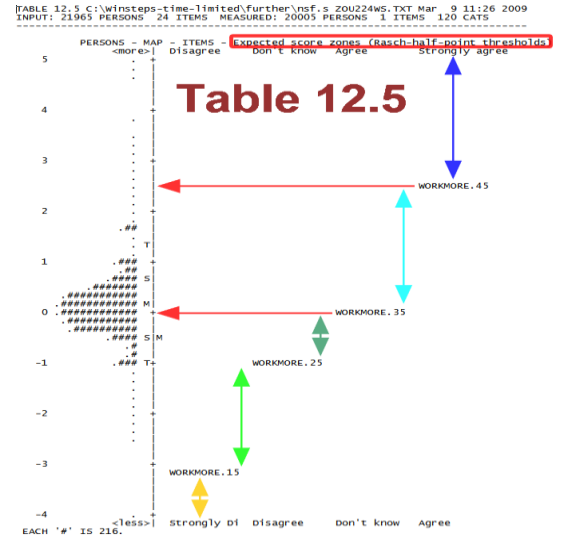 TABLE 12.5 C:\Winsteps-time-limited\further\nsf.s ZOU224WS.TXT Mar 9 11:26 2009
INPUT: 21965 PERSONS 24 ITEMS MEASURED: 20005 PERSONS 1 ITEMS 120 CATS
--------------------------------------------------------------------------------
PERSONS - MAP - ITEMS - Expected score zones (Rasch-half-point thresholds)
<more>| Disagree Don't know Agree Strongly agree
5 . +
. |
. |
Table 12.5
4 . +
. |
. |
3 . +
. |
. | WORKMORE.45
. |
2 . +
.## |
. T|
. |
1 .### +
.## |
.#### S|
.####### |
.########## |
.############ M|
0 .############ + WORKMORE.35
.########### |
.########## |
.#### S|M
.# |
.# |
-1 .### T+ WORKMORE.25
. |
. |
-2 . +
. |
. |
-3 . +
. | WORKMORE.15
. |
-4 . +
<less>| Strongly Di Disagree Don't know Agree
EACH '#' IS 216.